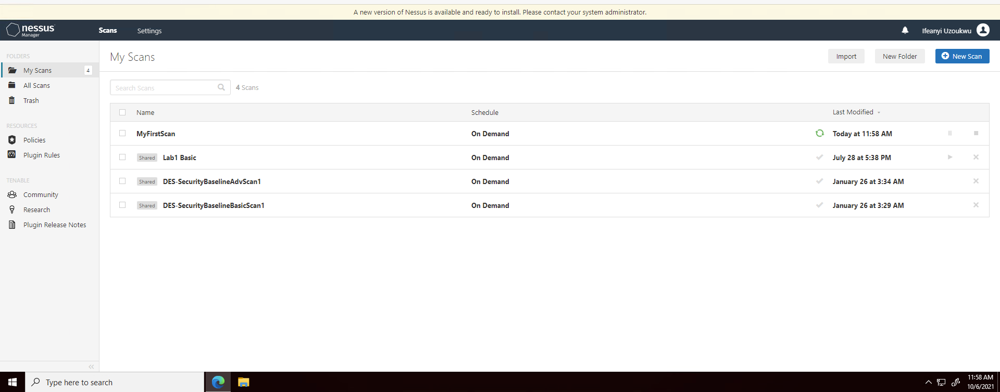 A new version of Nessus is available and ready to install. Please contact your system administrator.
nessus Manager
Scans Settings Ifeanyi Uzoukwu
FOLDERS
My Scans 4
All Scans
Trash
RESOURCES
Policies
Plugin Rules
TENABLE
Community
Research
Plugin Release Notes
My Scans Import New Folder New Scan
Search Scans 4 Scans
Name Schedule Last Modified
MyFirstScan On Demand Today at 11:58 AM
Shared Lab1 Basic On Demand July 28 at 5:38 PM
Shared DES-SecurityBaselineAdvScan1 On Demand January 26 at 3:34 AM
Shared DES-SecurityBaselineBasicScan1 On Demand January 26 at 3:29 AM
Type here to search
11:58 AM
10/6/2021